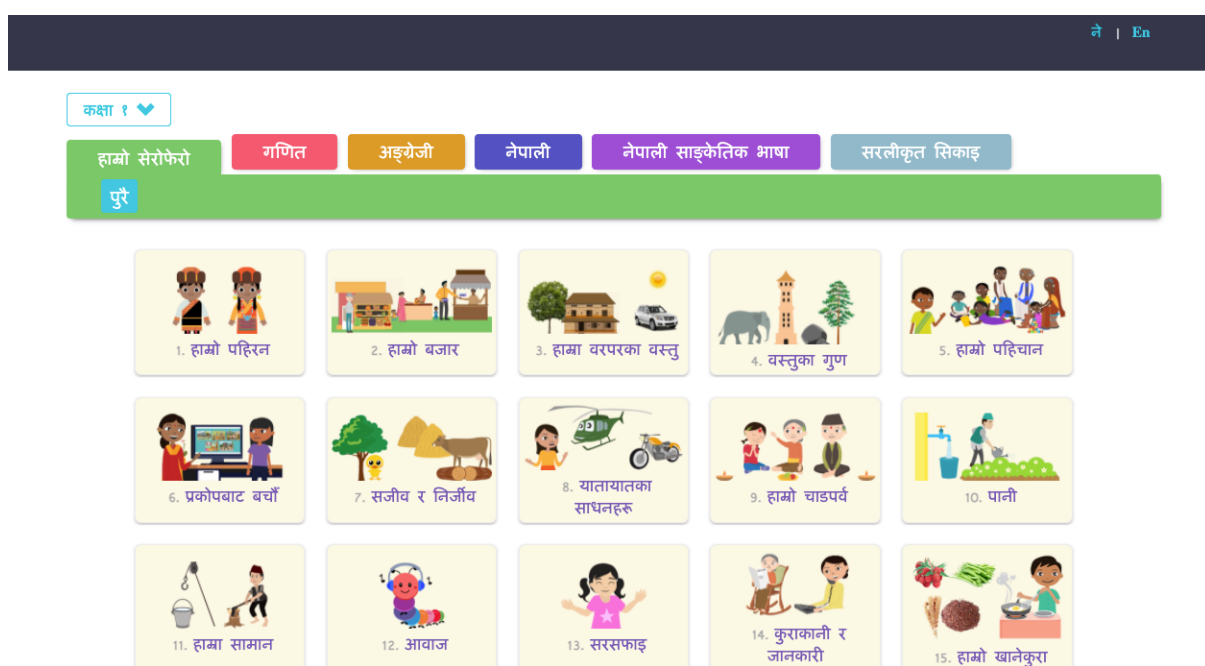 ने | En
कक्षा १
हाम्रो सेरोफेरो गणित अङ्ग्रेजी नेपाली नेपाली साङ्केतिक भाषा सरलीकृत सिकाइ
पुरै
1. हाम्रो पहिरन 2. हाम्रो बजार 3. हाम्रा वरपरका वस्तु 4. वस्तुका गुण 5. हाम्रो पहिचान
6. प्रकोपबाट बचौँ 7. सजीव र निर्जीव 8. यातायातका
साधनहरू 9. हाम्रो चाडपर्व 10. पानी
11. हाम्रा सामान 12. आवाज 13. सरसफाइ 14. कुराकानी र
जानकारी 15. हाम्रो खानेकुरा